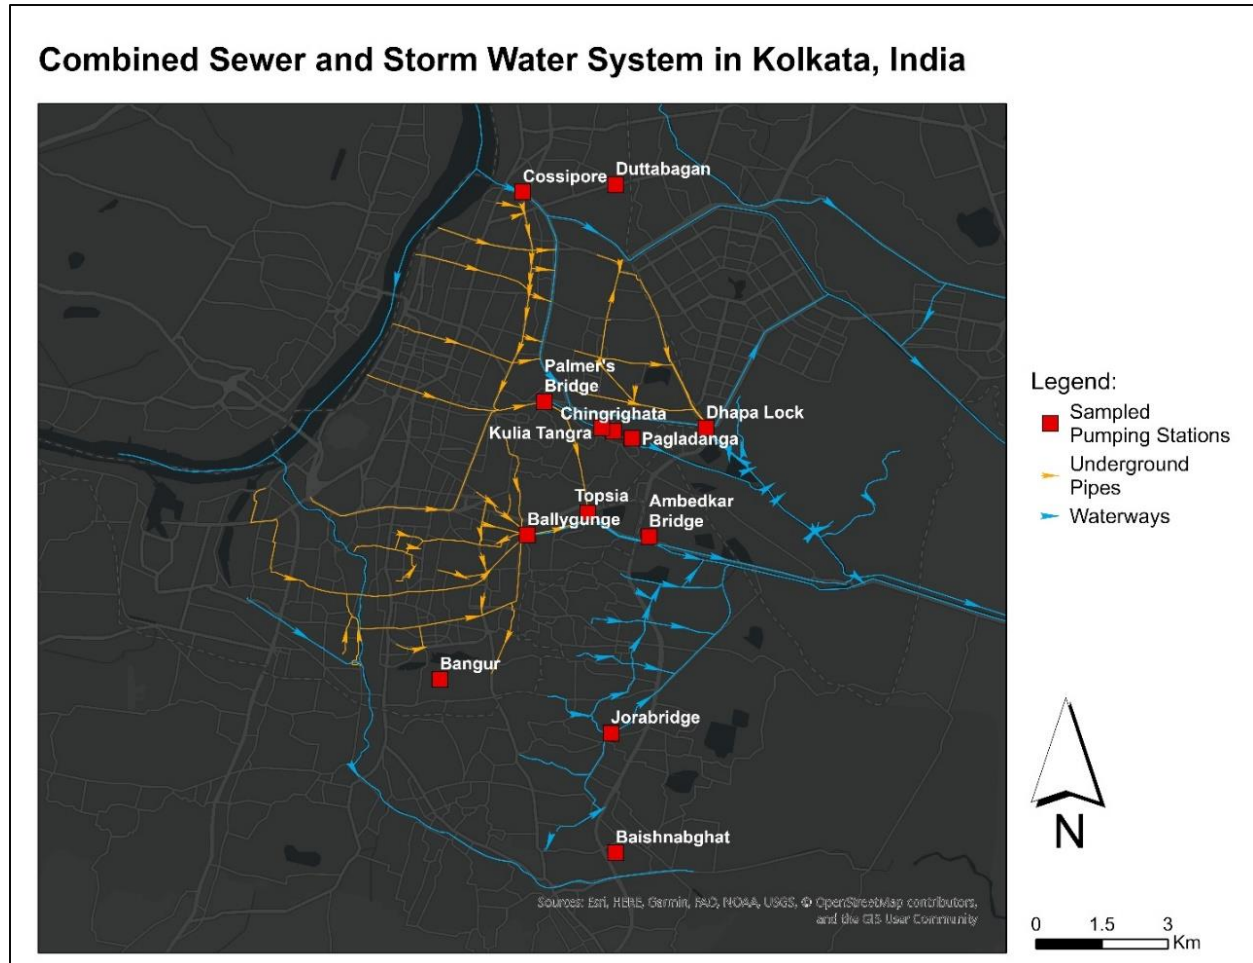 Combined Sewer and Storm Water System in Kolkata, India
Cossipore
Duttabagan
Palmer's
Bridge
Chingrighata
Dhapa Lock
Kulia Tangra
Pagladanga
Topsia
Ambedkar
Bridge
Ballygunge
Bangur
Jorabridge
Baishnabghat
Sources: Esri, HERE, Garmin, FAO, NOAA, USGS, © OpenStreetMap contributors,
and the GIS User Community
Legend:
Sampled
Pumping Stations
Underground
Pipes
Waterways
N
0 1.5 3
Km